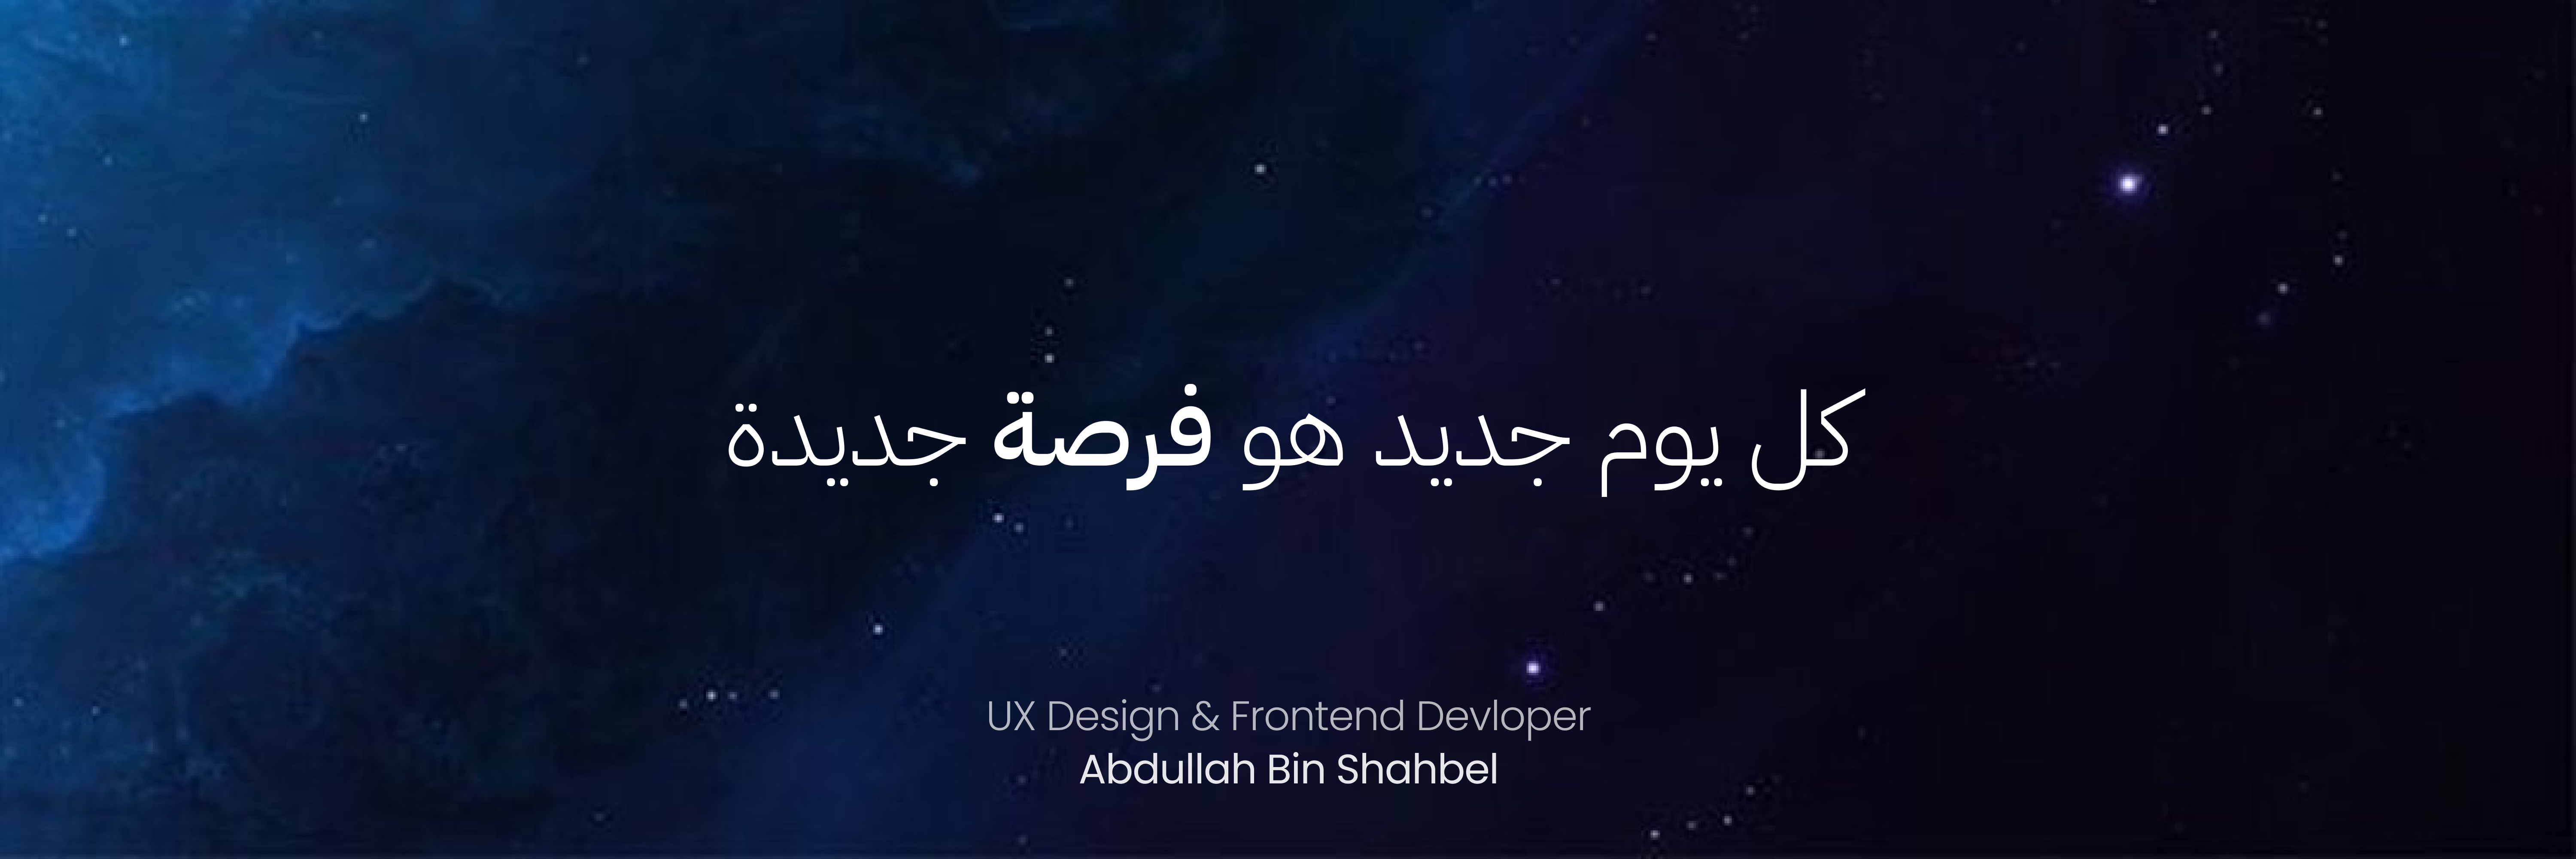 كل يوم جديد هو فرصة جديدة
UX Design & Frontend Devloper
Abdullah Bin Shahbel